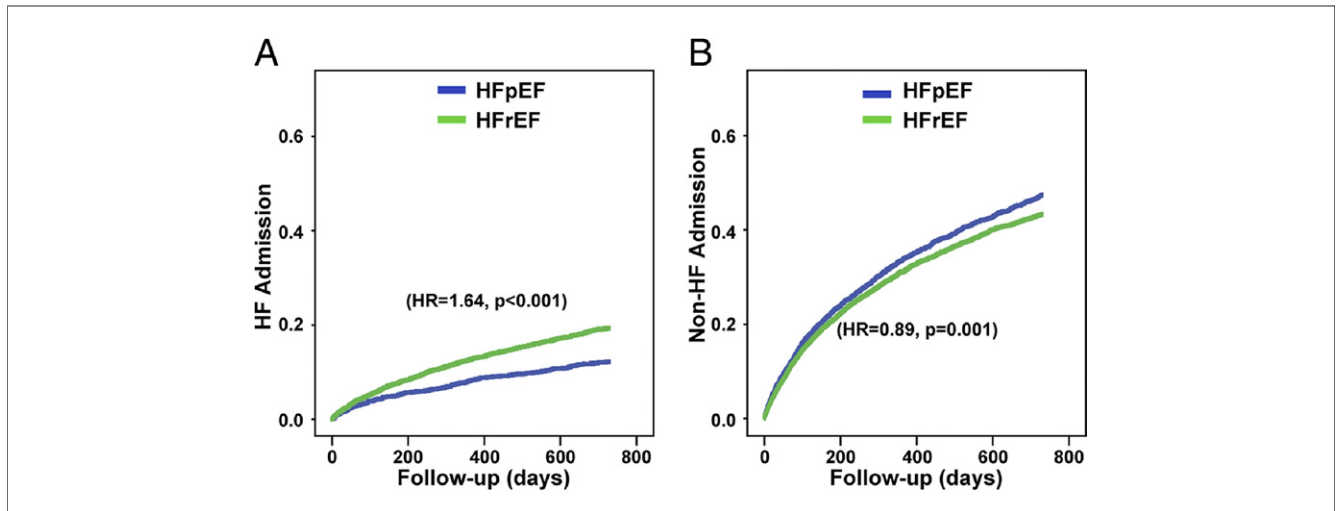 A
HFpEF
HFrEF
HF Admission
0.6
0.4
0.2
0.0
(HR=1.64, p<0.001)
0 200 400 600 800
Follow-up (days)
B
HFpEF
HFrEF
Non-HF Admission
0.6
0.4
0.2
0.0
(HR=0.89, p=0.001)
0 200 400 600 800
Follow-up (days)